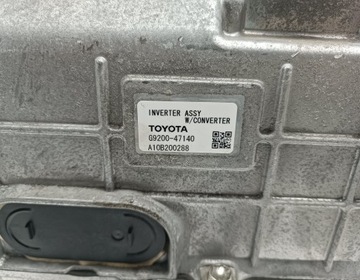 INVERTER ASSY
W/CONVERTER
TOYOTA
G9200-47140
A10B200288